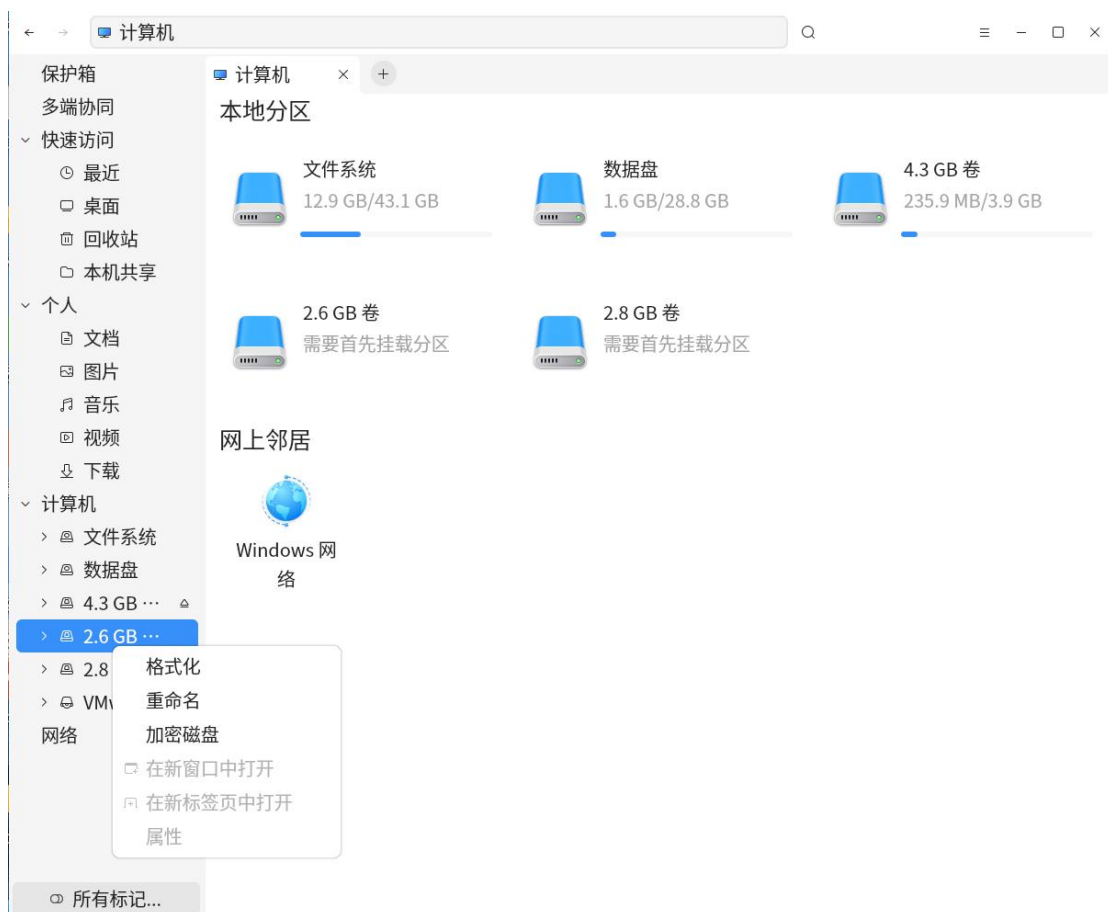 计算机
保护箱
多端协同
快速访问
最近
桌面
回收站
本机共享
个人
文档
图片
音乐
视频
下载
计算机
文件系统
数据盘
4.3 GB ···
2.6 GB ···
2.8
VMw
网络
所有标记...
格式化
重命名
加密磁盘
在新窗口中打开
在新标签页中打开
属性
计算机
本地分区
文件系统
12.9 GB/43.1 GB
数据盘
1.6 GB/28.8 GB
4.3 GB 卷
235.9 MB/3.9 GB
2.6 GB 卷
需要首先挂载分区
2.8 GB 卷
需要首先挂载分区
网上邻居
Windows 网
络